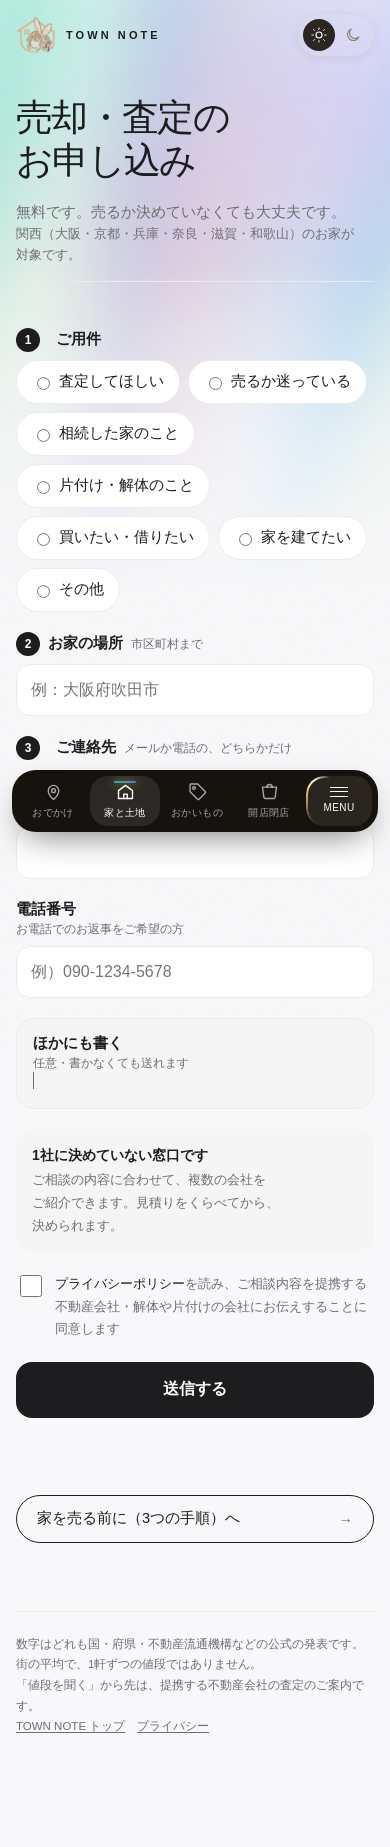 TOWN NOTE
売却・査定の
お申し込み
無料です。売るか決めていなくても大丈夫です。
関西（大阪・京都・兵庫・奈良・滋賀・和歌山）のお家が
対象です。
1 ご用件
査定してほしい 売るか迷っている
相続した家のこと
片付け・解体のこと
買いたい・借りたい 家を建てたい
その他
2 お家の場所 市区町村まで
例：大阪府吹田市
3 ご連絡先 メールか電話の、どちらかだけ
おでかけ 家と土地 おかいもの 開店閉店 MENU
電話番号
お電話でのお返事をご希望の方
例）090-1234-5678
ほかにも書く
任意・書かなくても送れます
1社に決めていない窓口です
ご相談の内容に合わせて、複数の会社を
ご紹介できます。見積りをくらべてから、
決められます。
プライバシーポリシーを読み、ご相談内容を提携する
不動産会社・解体や片付けの会社にお伝えすることに
同意します
送信する
家を売る前に（3つの手順）へ →
数字はどれも国・府県・不動産流通機構などの公式の発表です。
街の平均で、1軒ずつの値段ではありません。
「値段を聞く」から先は、提携する不動産会社の査定のご案内で
す。
TOWN NOTE トップ プライバシー